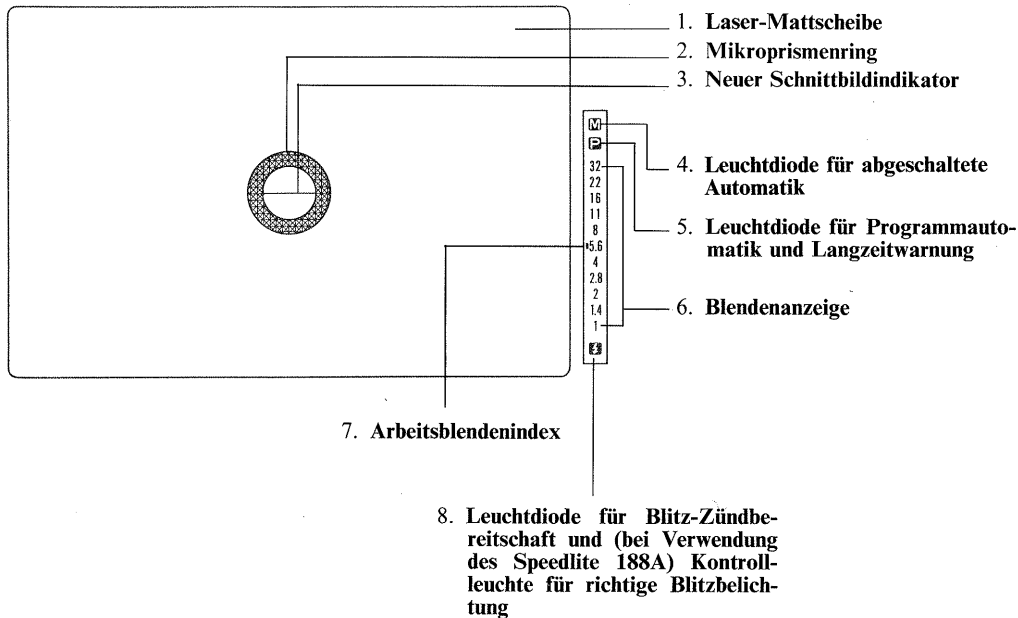 1. Laser-Mattscheibe
2. Mikroprismenring
3. Neuer Schnittbildindikator
M
P
32
22
16
11
8
5.6
4
2.8
2
1.4
1
4. Leuchtdiode für abgeschaltete
Automatik
5. Leuchtdiode für Programmauto-
matik und Langzeitwarnung
6. Blendenanzeige
7. Arbeitsblendenindex
8. Leuchtdiode für Blitz-Zündbe-
reitschaft und (bei Verwendung
des Speedlite 188A) Kontroll-
leuchte für richtige Blitzbelich-
tung